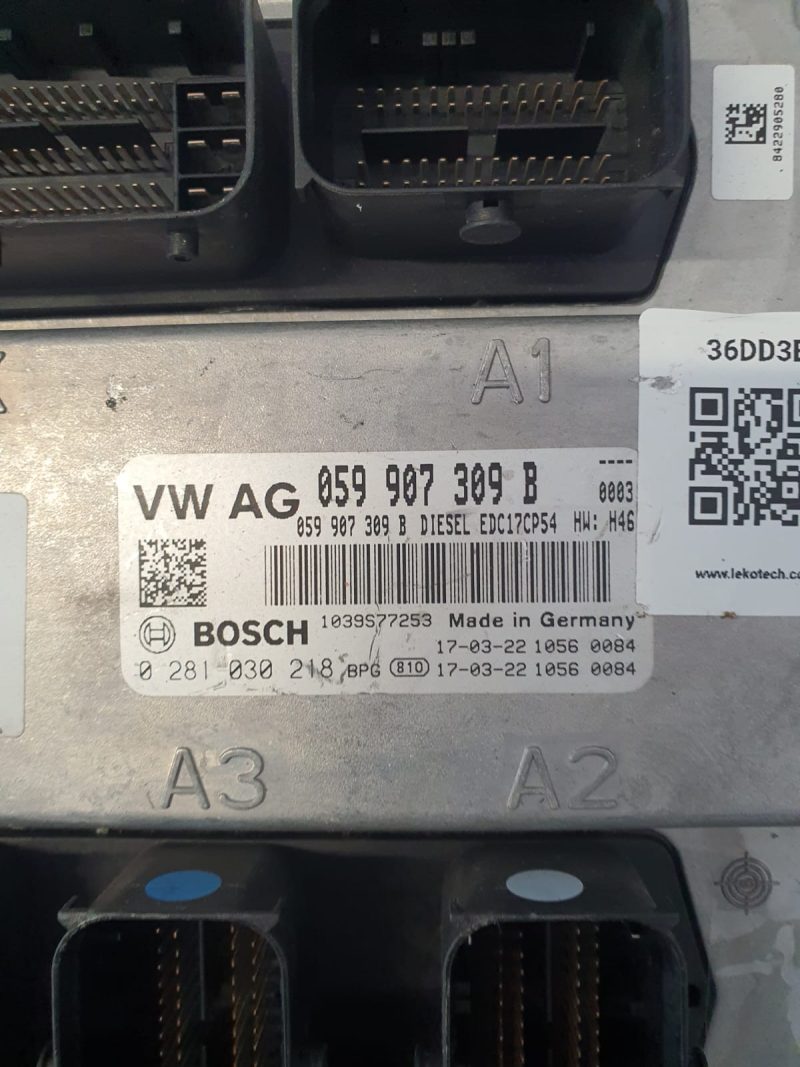 8422905280
A1
36DD3
VW AG 059 907 309 B ----
0003
059 907 309 B DIESEL EDC17CP54 HW: H46
www.lekotech.c
BOSCH 1039S77253 Made in Germany
17-03-22 1056 0084
0 281 030 218 BPG 810 17-03-22 1056 0084
A3 A2